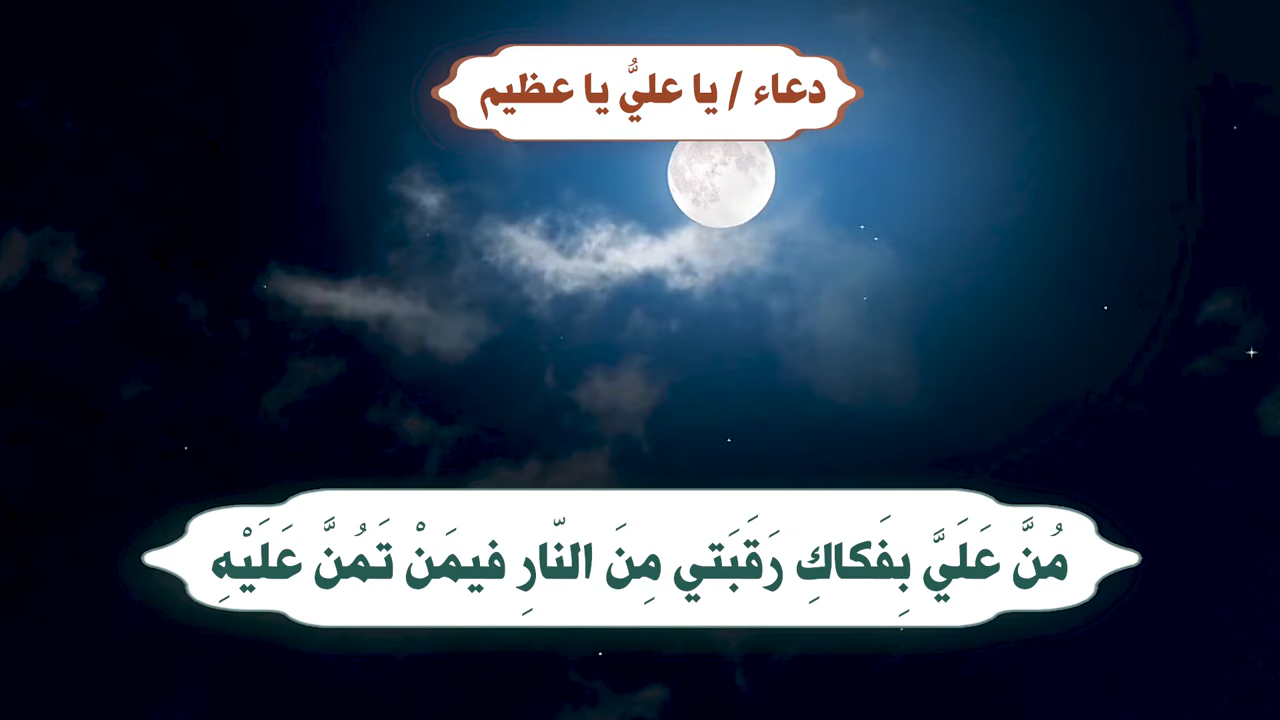 دعاء / يا عليُّ يا عظيم
مُنَّ عَلَيَّ بِفَكاكِ رَقَبَتي مِنَ النّارِ فيمَنْ تَمُنَّ عَلَيْهِ